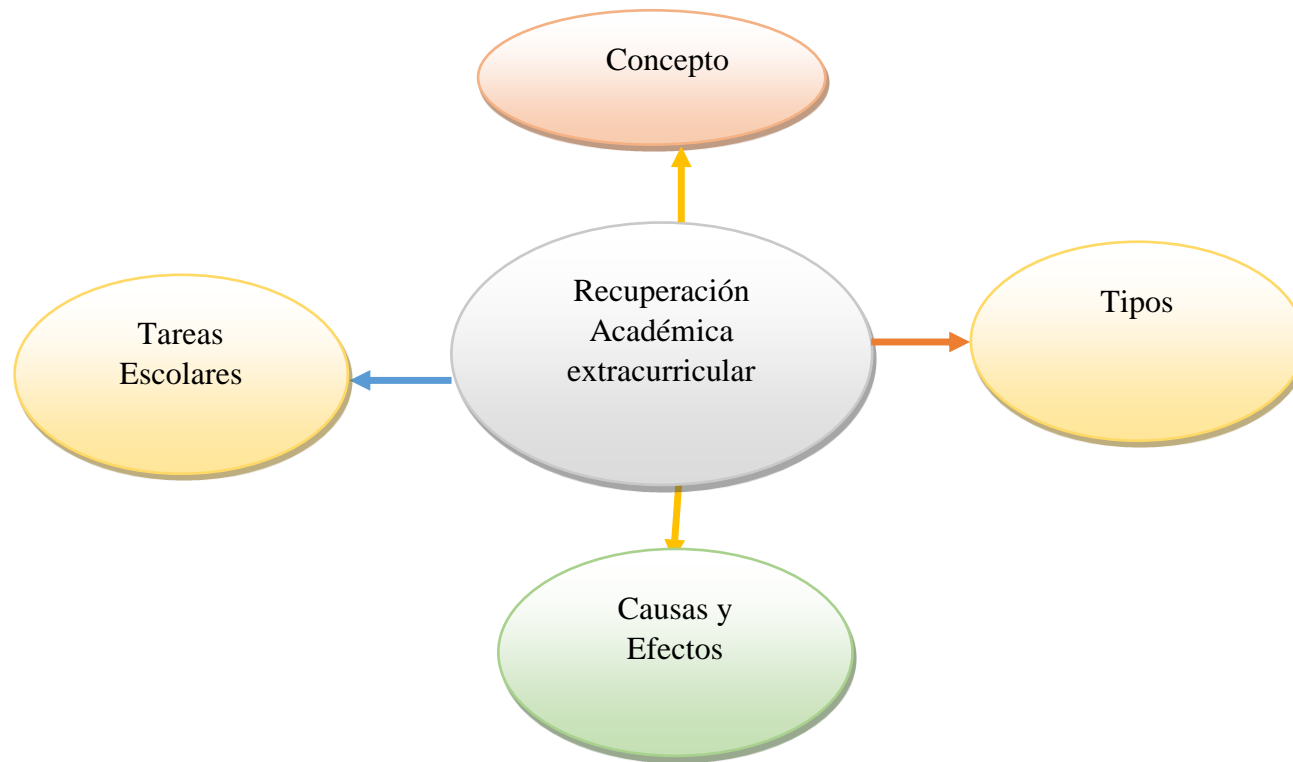 Concepto
Recuperación
Académica
extracurricular
Tipos
Tareas
Escolares
Causas y
Efectos